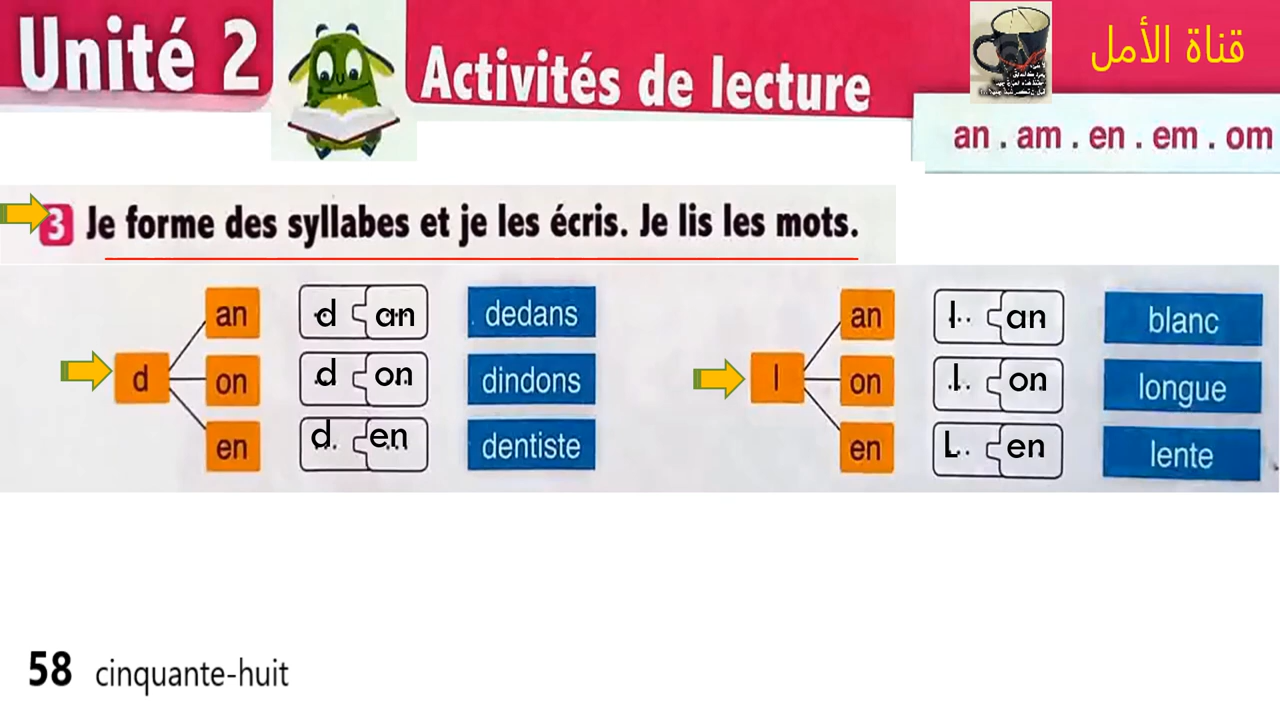 Unité 2
Activités de lecture
قناة الأمل
an . am . en . em . om
3 Je forme des syllabes et je les écris. Je lis les mots.
d
an
d an
dedans
on
d on
dindons
en
d en
dentiste
l
an
l an
blanc
on
l on
longue
en
L en
lente
58 cinquante-huit